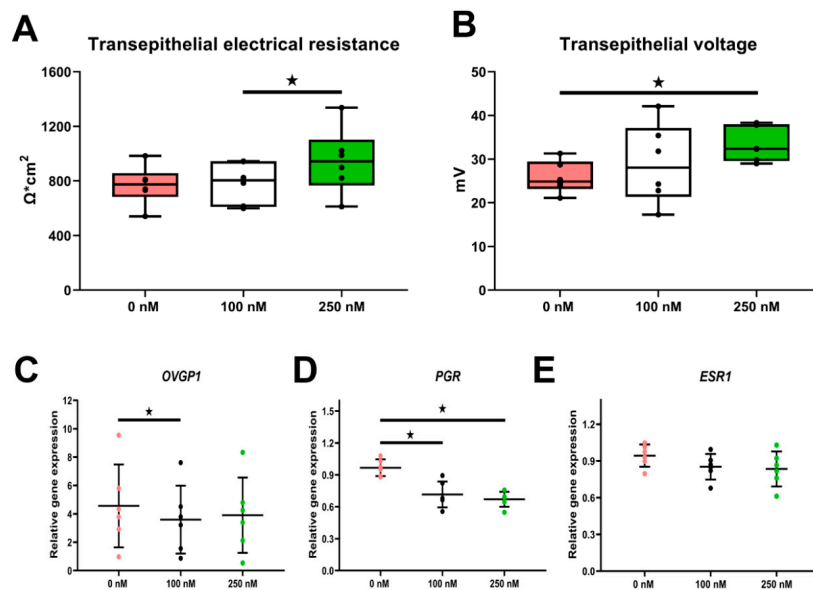 A
Transepithelial electrical resistance
1600
1200
800
400
0
Ω*cm²
0 nM
100 nM
250 nM
B
Transepithelial voltage
50
40
30
20
10
0
mV
0 nM
100 nM
250 nM
C
OVGP1
12
10
8
6
4
2
0
Relative gene expression
0 nM
100 nM
250 nM
D
PGR
1.5
1.2
0.9
0.6
0.3
0.0
Relative gene expression
0 nM
100 nM
250 nM
E
ESR1
1.2
0.9
0.6
0.3
0.0
Relative gene expression
0 nM
100 nM
250 nM